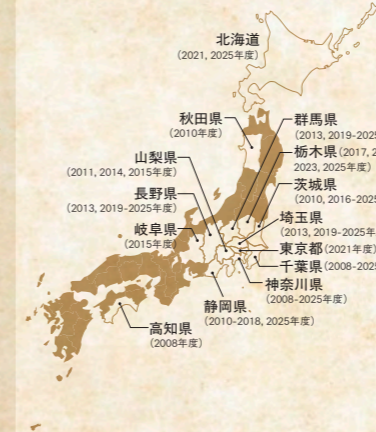 北海道
(2021, 2025年度)
秋田県
(2010年度)
群馬県
(2013, 2019-2025
山梨県
(2011, 2014, 2015年度)
栃木県(2017, 2
2023, 2025年度)
長野県
(2013, 2019-2025年度)
茨城県
(2010, 2016-2025
岐阜県
(2015年度)
埼玉県
(2013, 2019-2025年
東京都(2021年度)
千葉県(2008-2025
神奈川県
(2008-2025年度)
静岡県
(2010-2018, 2025年度)
高知県
(2008年度)